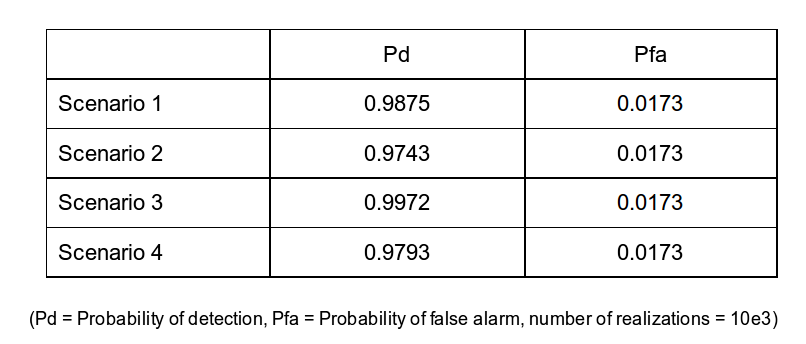 Pd Pfa
Scenario 1 0.9875 0.0173
Scenario 2 0.9743 0.0173
Scenario 3 0.9972 0.0173
Scenario 4 0.9793 0.0173
(Pd = Probability of detection, Pfa = Probability of false alarm, number of realizations = 10e3)